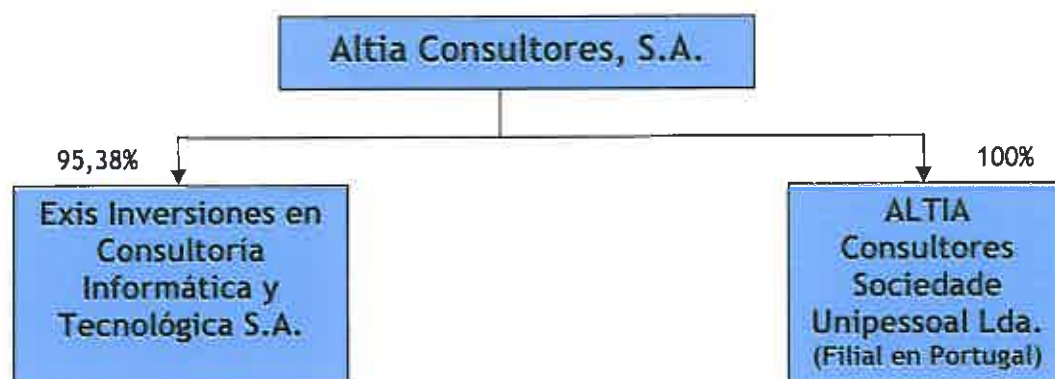 Altia Consultores, S.A.
95,38%
Exis Inversiones en
Consultoría
Informática y
Tecnológica S.A.
100%
ALTIA
Consultores
Sociedade
Unipessoal Lda.
(Filial en Portugal)